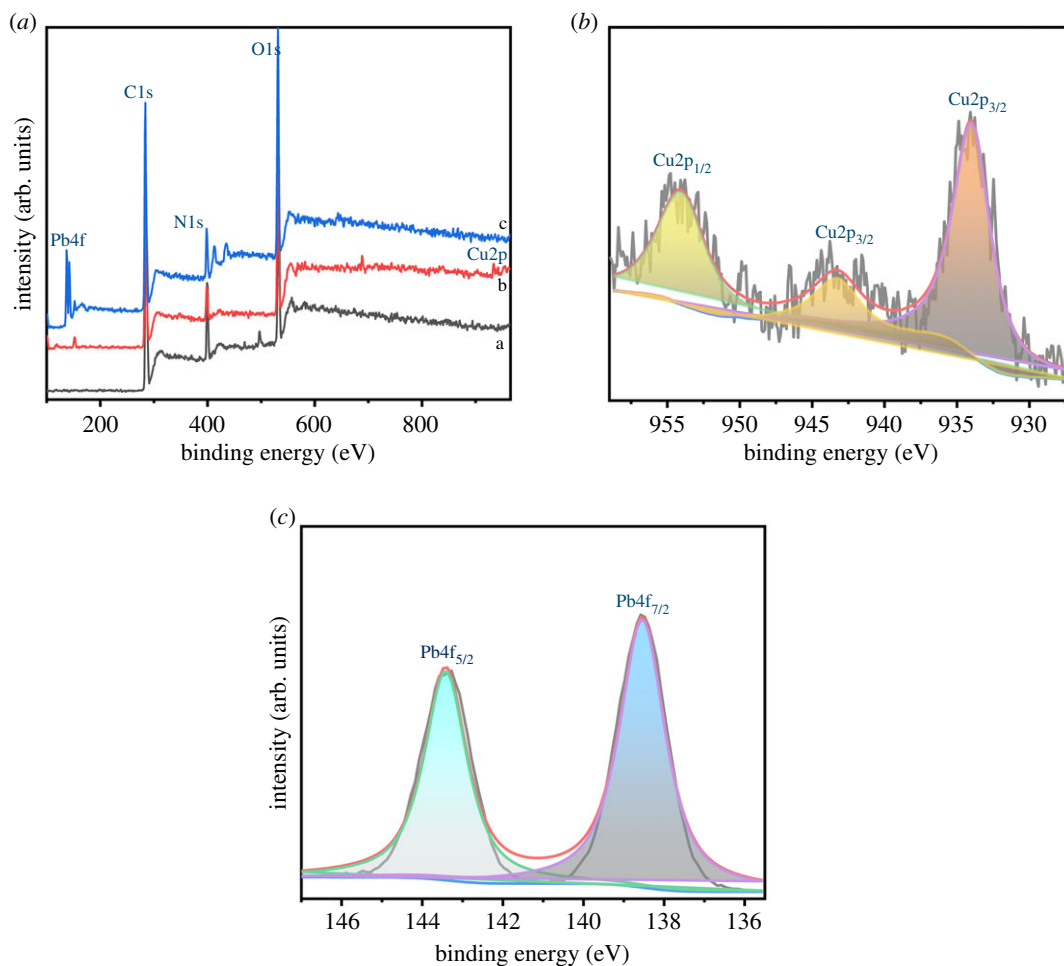 (a)
O1s
C1s
N1s
Pb4f
c
Cu2p
b
a
intensity (arb. units)
200 400 600 800
binding energy (eV)
(b)
Cu2p3/2
Cu2p1/2
Cu2p3/2
955 950 945 940 935 930
binding energy (eV)
(c)
Pb4f7/2
Pb4f5/2
intensity (arb. units)
146 144 142 140 138 136
binding energy (eV)